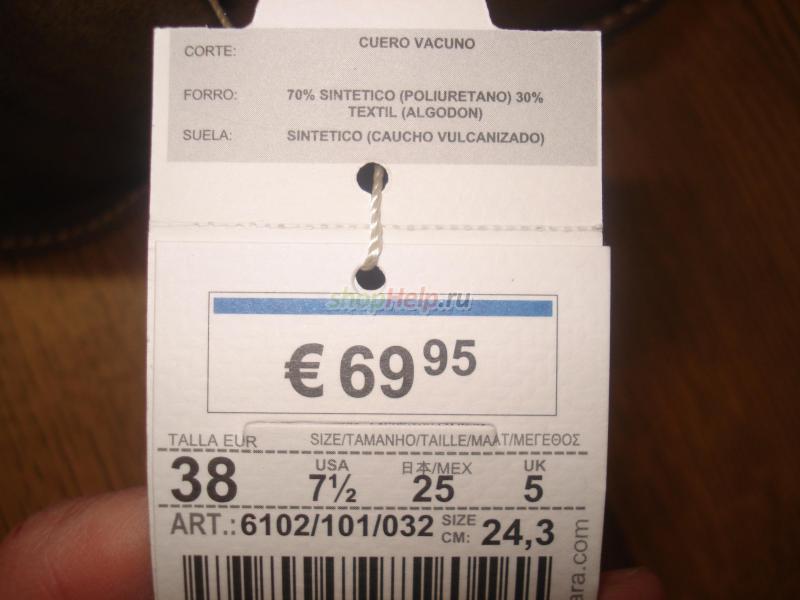 CORTE: CUERO VACUNO
FORRO: 70% SINTETICO (POLIURETANO) 30%
TEXTIL (ALGODON)
SUELA: SINTETICO (CAUCHO VULCANIZADO)
shopHelp.ru
€ 69 95
TALLA EUR SIZE/TAMANHO/TAILLE/MAAT/ΜΕΓΕΘΟΣ
USA 日本/MEX UK
38 7½ 25 5
ART.: 6102/101/032 SIZE CM: 24,3
ara.com